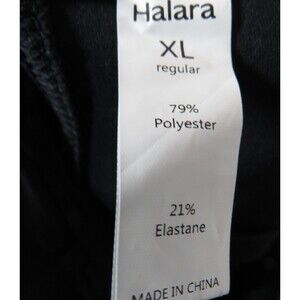 Halara
XL
regular
79%
Polyester
21%
Elastane
MADE IN CHINA